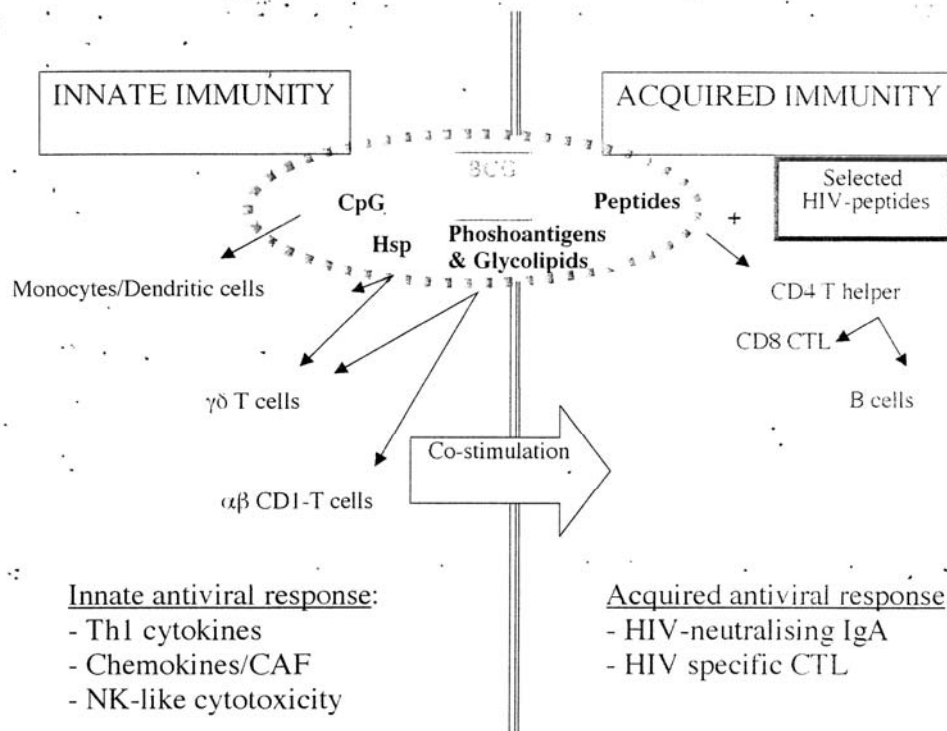 INNATE IMMUNITY
ACQUIRED IMMUNITY
BCG
CpG
Peptides
+
Selected
HIV-peptides
Hsp
Phoshoantigens
& Glycolipids
Monocytes/Dendritic cells
CD4 T helper
CD8 CTL
γδ T cells
B cells
Co-stimulation
αβ CD1-T cells
Innate antiviral response:
- Th1 cytokines
- Chemokines/CAF
- NK-like cytotoxicity
Acquired antiviral response
- HIV-neutralising IgA
- HIV specific CTL